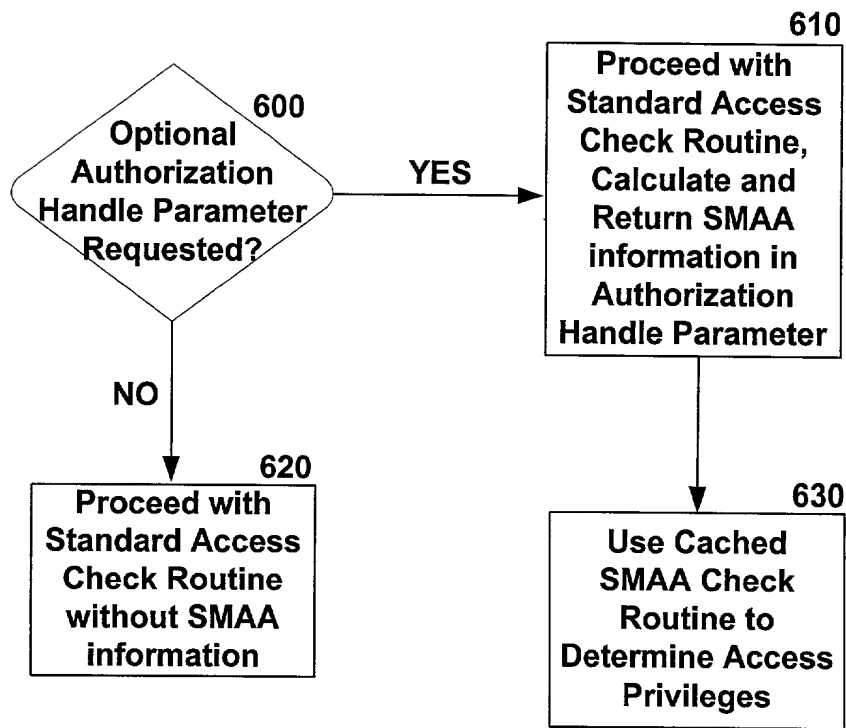 600
Optional
Authorization
Handle Parameter
Requested?
YES
610
Proceed with
Standard Access
Check Routine,
Calculate and
Return SMAA
information in
Authorization
Handle Parameter
NO
620
Proceed with
Standard Access
Check Routine
without SMAA
information
630
Use Cached
SMAA Check
Routine to
Determine Access
Privileges